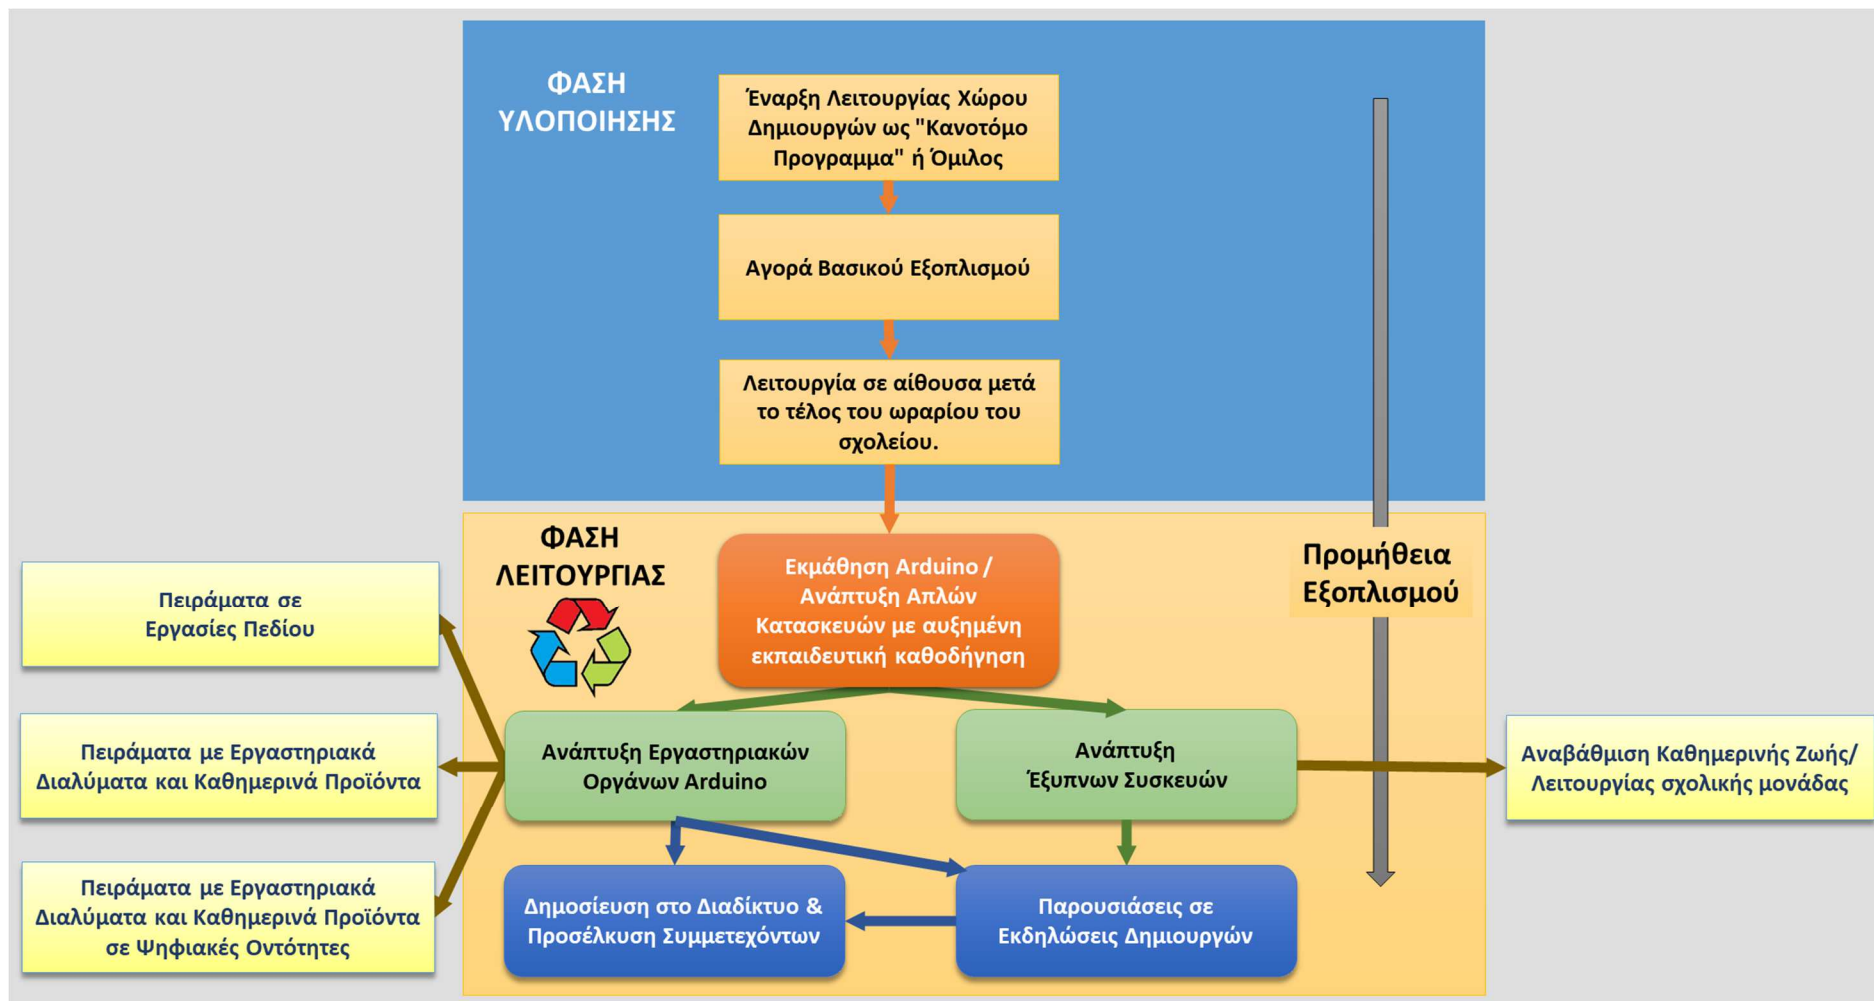 ΦΑΣΗ
ΥΛΟΠΟΙΗΣΗΣ
Έναρξη Λειτουργίας Χώρου
Δημιουργών ως "Κανοτόμο
Προγραμμα" ή Όμιλος
Αγορά Βασικού Εξοπλισμού
Λειτουργία σε αίθουσα μετά
το τέλος του ωραρίου του
σχολείου.
ΦΑΣΗ
ΛΕΙΤΟΥΡΓΙΑΣ
Εκμάθηση Arduino /
Ανάπτυξη Απλών
Κατασκευών με αυξημένη
εκπαιδευτική καθοδήγηση
Προμήθεια
Εξοπλισμού
Πειράματα σε
Εργασίες Πεδίου
Πειράματα με Εργαστηριακά
Διαλύματα και Καθημερινά Προϊόντα
Πειράματα με Εργαστηριακά
Διαλύματα και Καθημερινά Προϊόντα
σε Ψηφιακές Οντότητες
Ανάπτυξη Εργαστηριακών
Οργάνων Arduino
Ανάπτυξη
Έξυπνων Συσκευών
Αναβάθμιση Καθημερινής Ζωής/
Λειτουργίας σχολικής μονάδας
Δημοσίευση στο Διαδίκτυο &
Προσέλκυση Συμμετεχόντων
Παρουσιάσεις σε
Εκδηλώσεις Δημιουργών